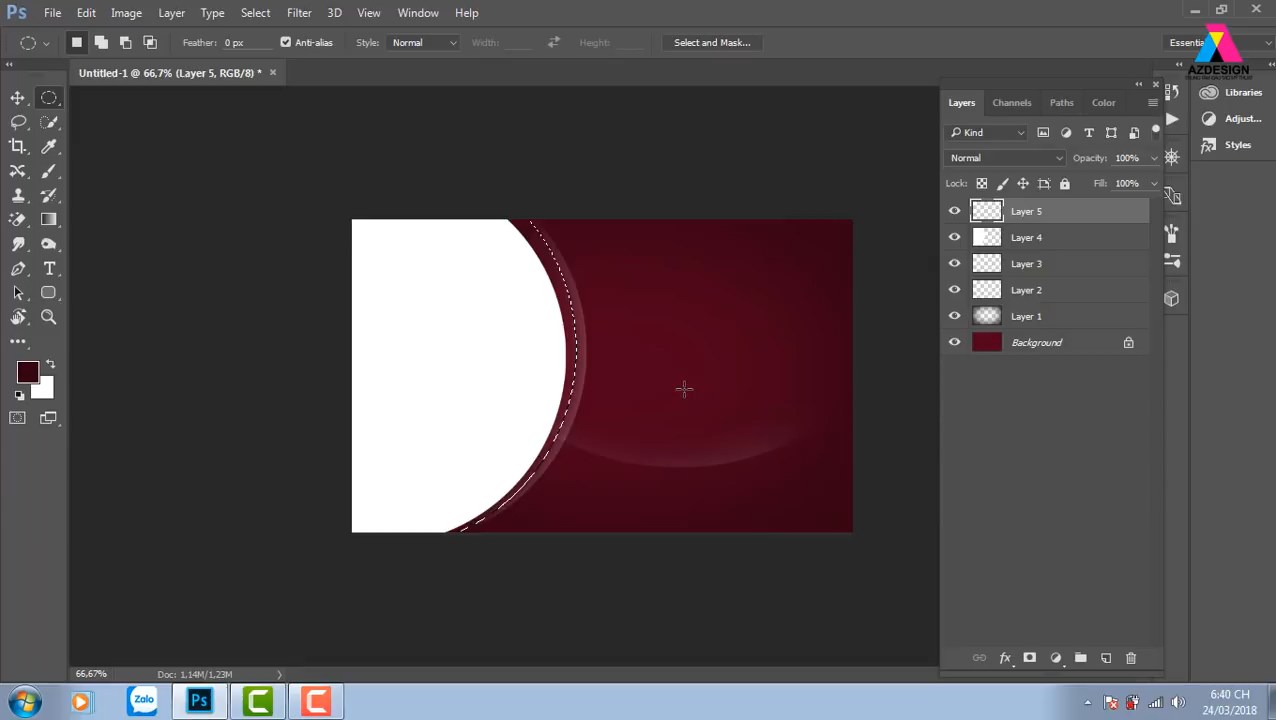 Ps File Edit Image Layer Type Select Filter 3D View Window Help
Feather: 0 px Anti-alias Style: Normal Width: Height: Select and Mask... Essentia
AZDESIGN
Untitled-1 @ 66,7% (Layer 5, RGB/8) *
Layers Channels Paths Color
Libraries
Adjust...
Styles
Kind
Normal Opacity: 100%
Lock: Fill: 100%
Layer 5
Layer 4
Layer 3
Layer 2
Layer 1
Background
fx
66,67% Doc: 1,14M/1,23M
Zalo Ps
6:40 CH
24/03/2018